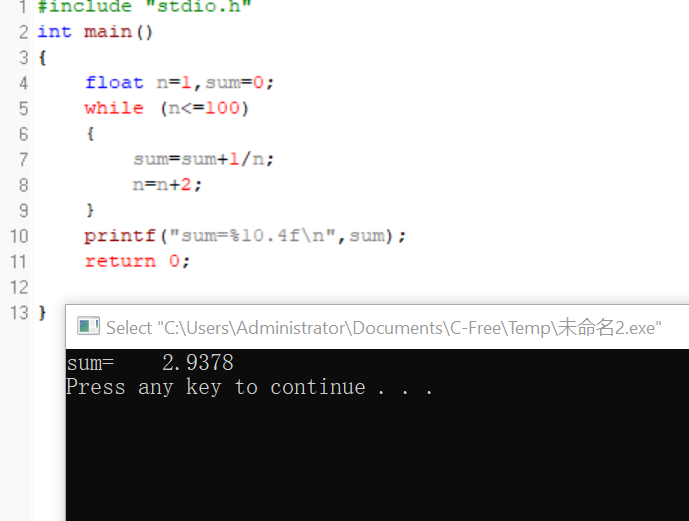 1 #include "stdio.h"
2 int main()
3 {
4 float n=1,sum=0;
5 while (n<=100)
6 {
7 sum=sum+1/n;
8 n=n+2;
9 }
10 printf("sum=%10.4f\n",sum);
11 return 0;
12
13 }
Select "C:\Users\Administrator\Documents\C-Free\Temp\未命名2.exe"
sum=    2.9378
Press any key to continue . . .